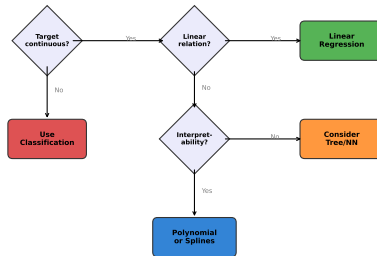 Target
continuous?
Yes
Linear
relation?
Yes
Linear
Regression
No
No
Use
Classification
Interpret-
ability?
No
Consider
Tree/NN
Yes
Polynomial
or Splines